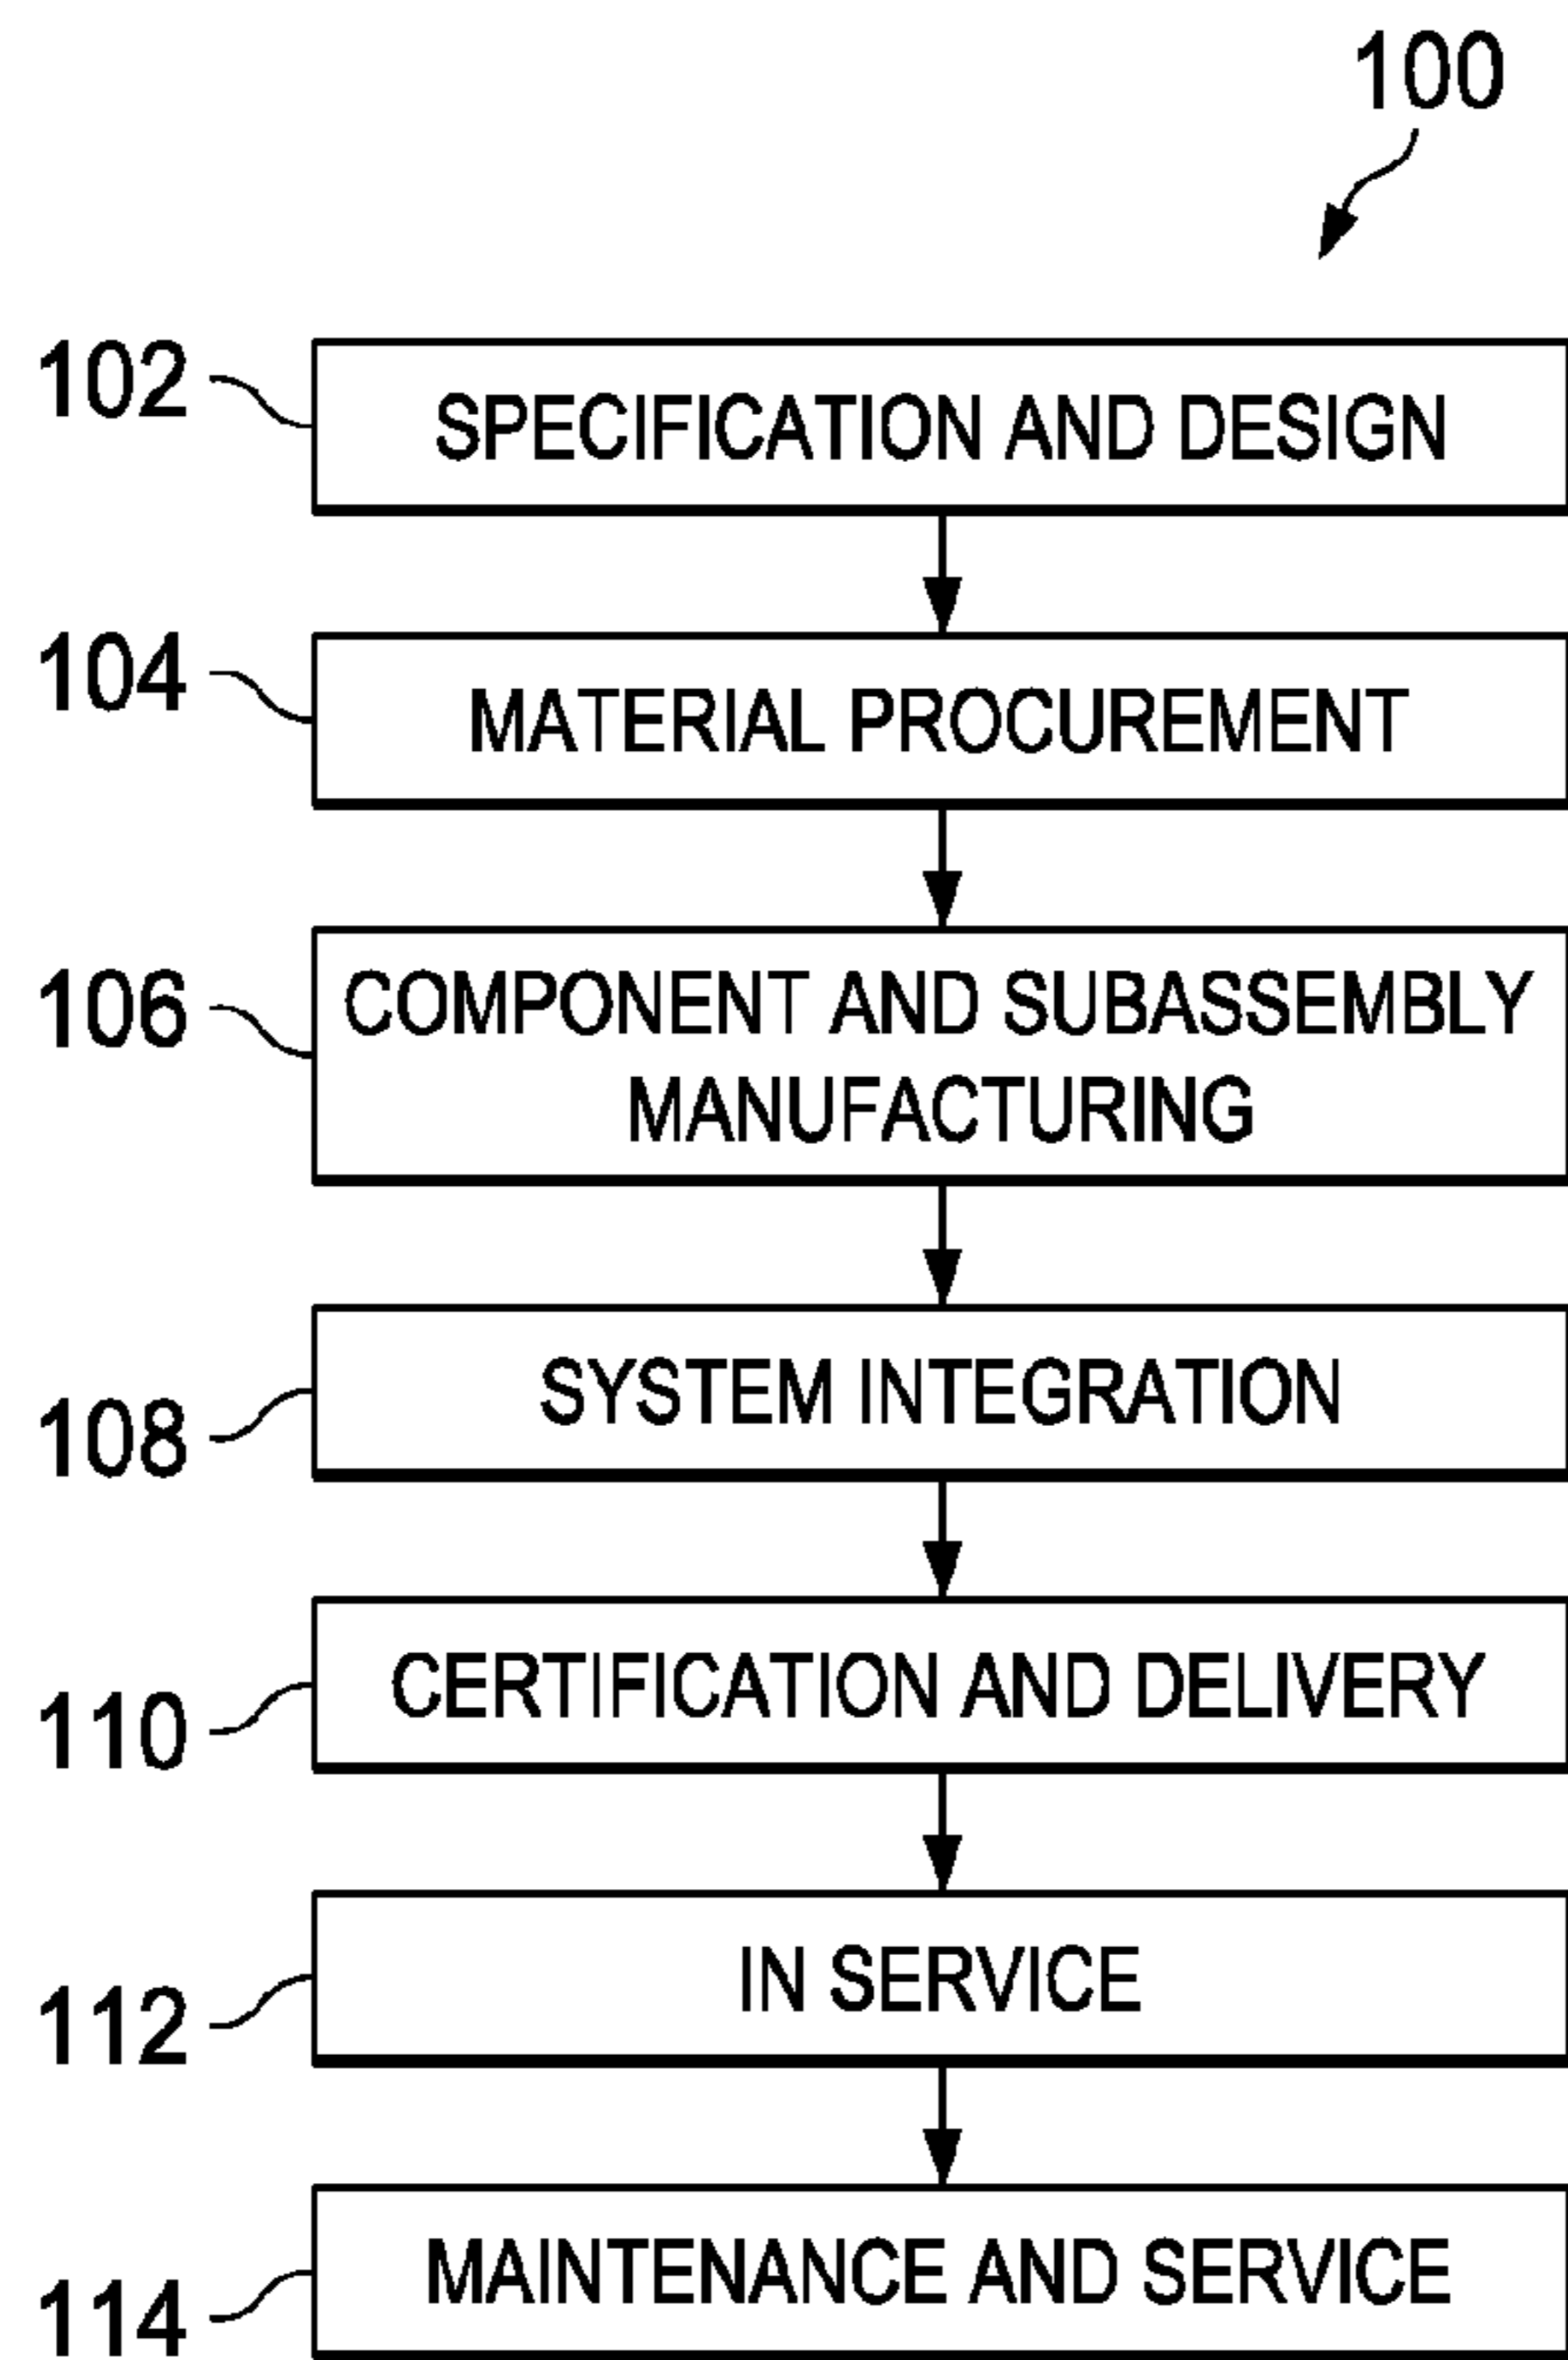 100
102
SPECIFICATION AND DESIGN
104
MATERIAL PROCUREMENT
106
COMPONENT AND SUBASSEMBLY
MANUFACTURING
108
SYSTEM INTEGRATION
110
CERTIFICATION AND DELIVERY
112
IN SERVICE
114
MAINTENANCE AND SERVICE